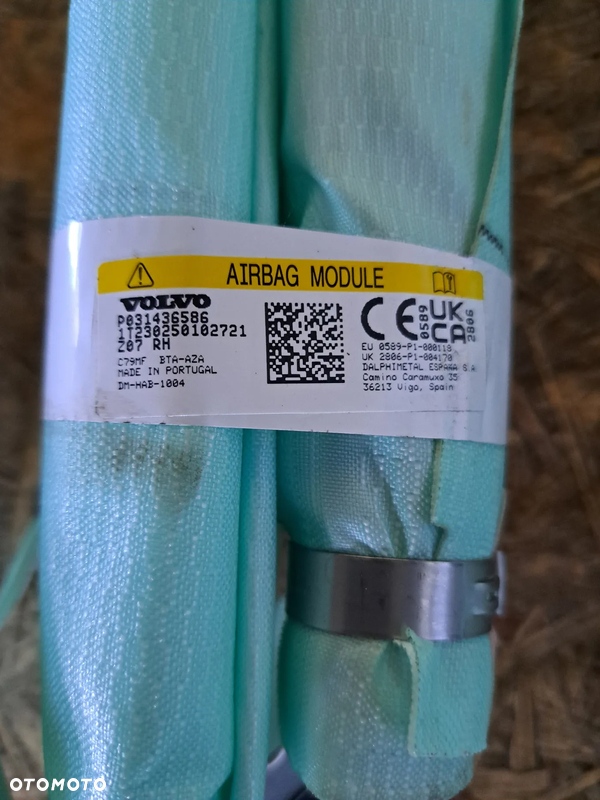 AIRBAG MODULE
VOLVO
P031436586
1T230250102721
Z07 RH
C79MF BTA-AZA
MADE IN PORTUGAL
DM-HAB-1004
CE
0589
UK
CA
2806
EU 0589-P1-000118
UK 2806-P1-004170
DALPHIMETAL ESPAÑA S.A.
Camino Caramuxo 35
36213 Vigo, Spain
OTOMOTO